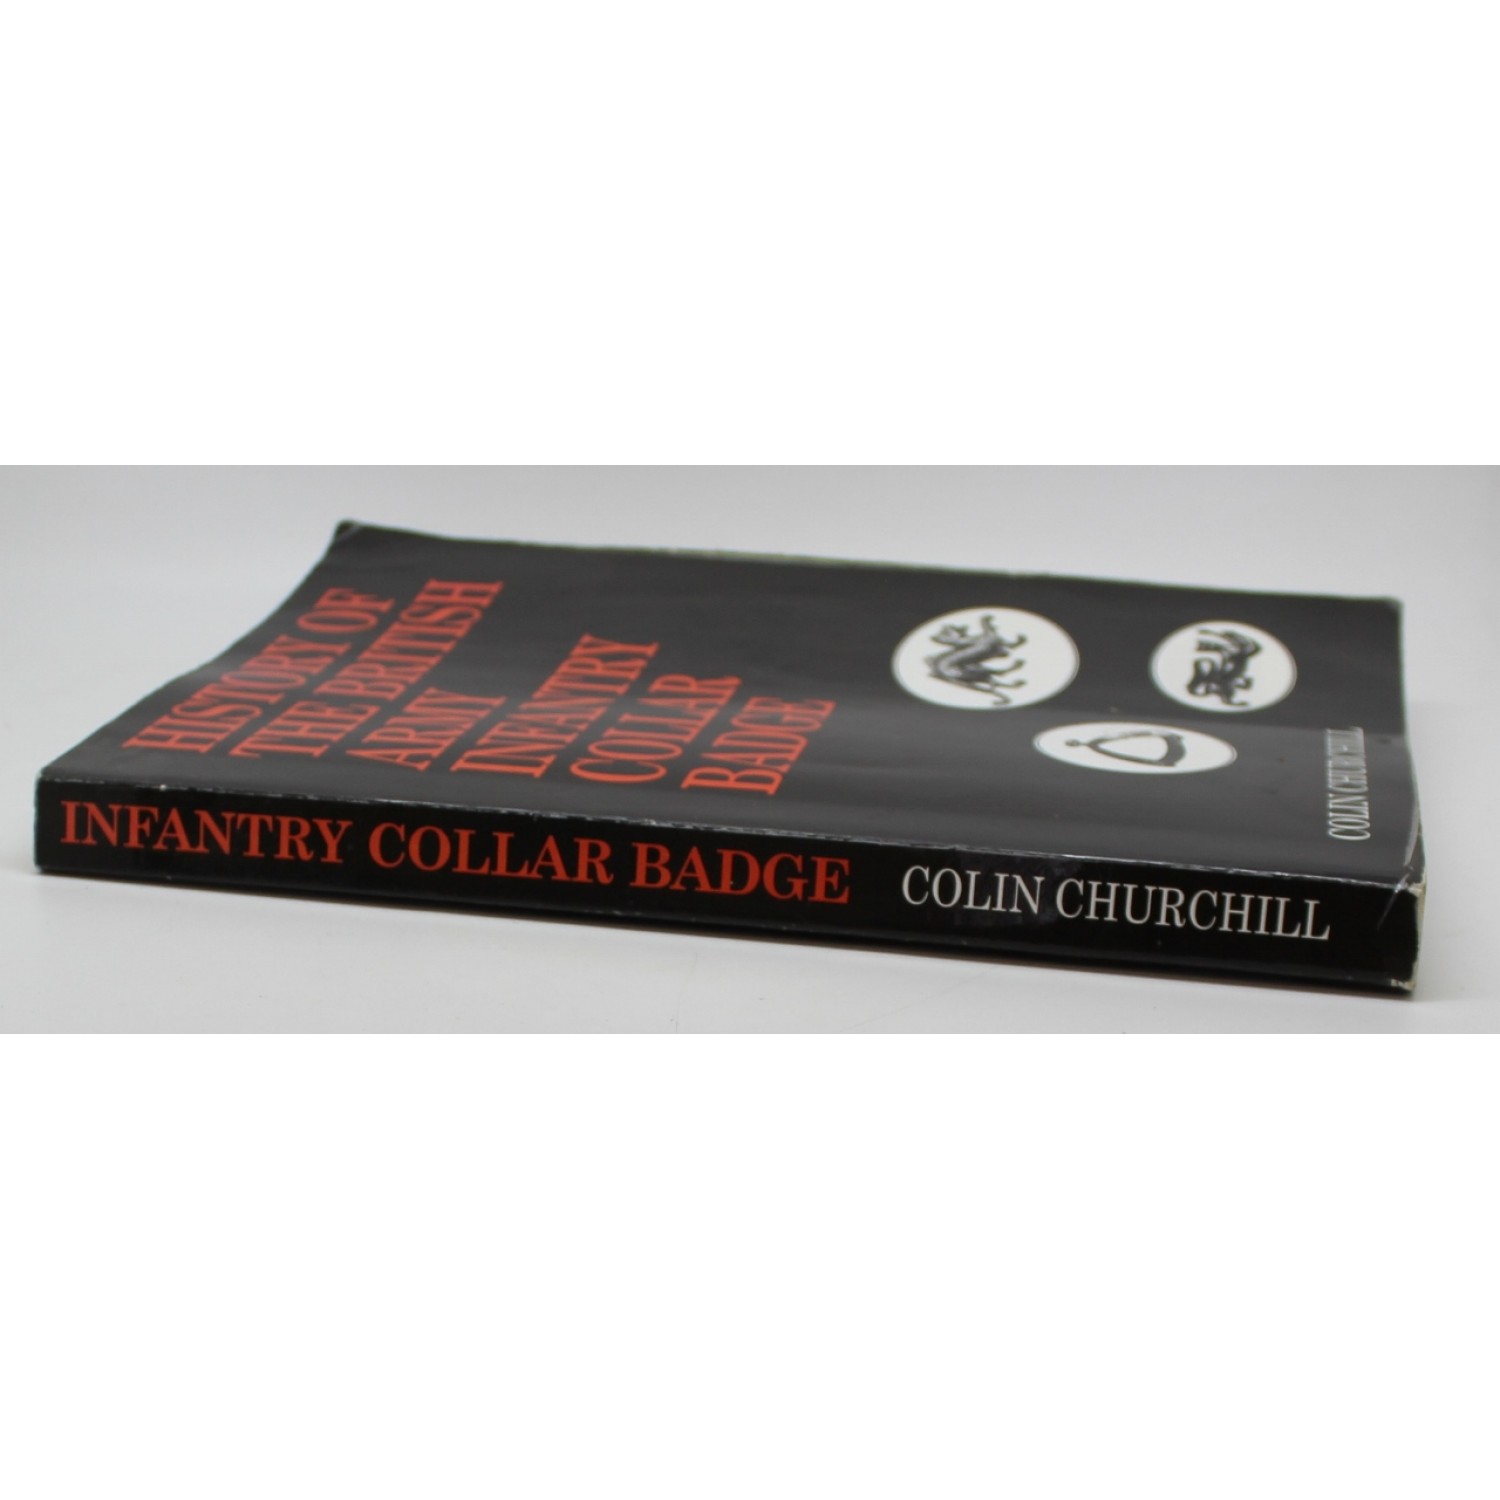 HISTORY OF
THE BRITISH
ARMY
INFANTRY
COLLAR
BADGE
COLIN CHURCHILL
INFANTRY COLLAR BADGE COLIN CHURCHILL